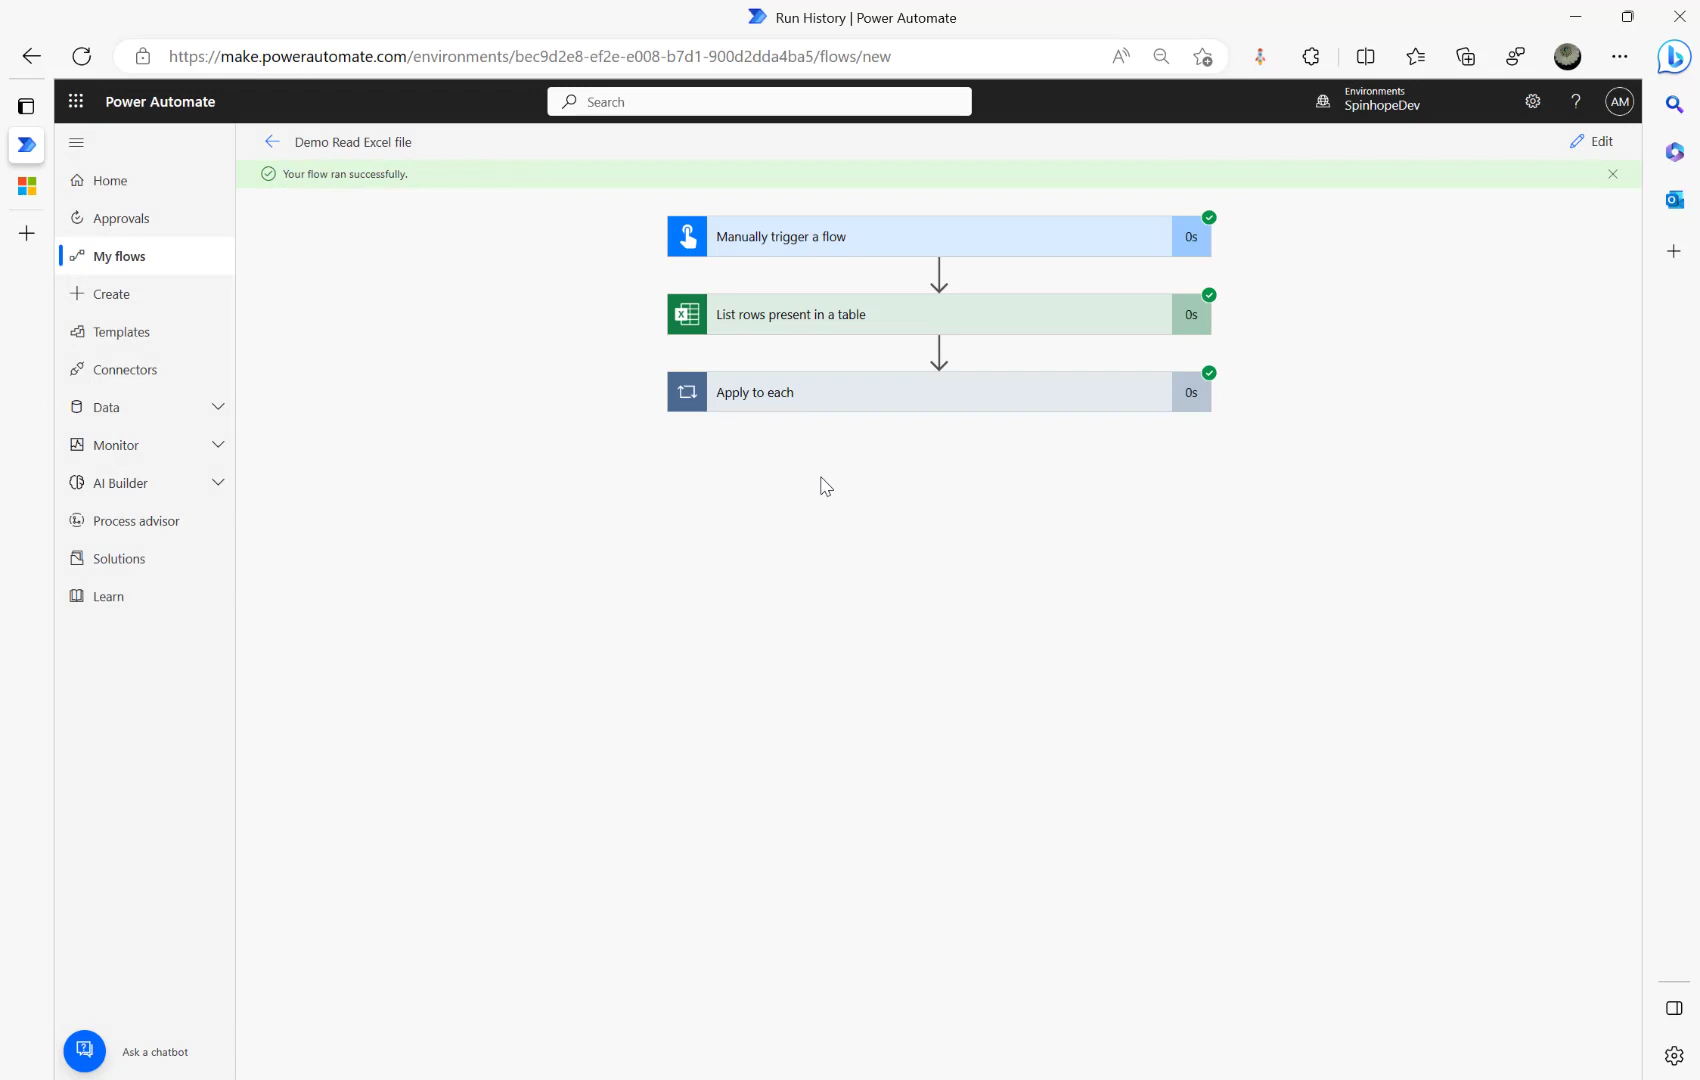 Run History | Power Automate
https://make.powerautomate.com/environments/bec9d2e8-ef2e-e008-b7d1-900d2dda4ba5/flows/new
Power Automate
Search
Environments
SpinhopeDev
?
AM
Demo Read Excel file
Edit
Your flow ran successfully.
Home
Approvals
My flows
Create
Templates
Connectors
Data
Monitor
AI Builder
Process advisor
Solutions
Learn
Manually trigger a flow
0s
List rows present in a table
0s
Apply to each
0s
Ask a chatbot